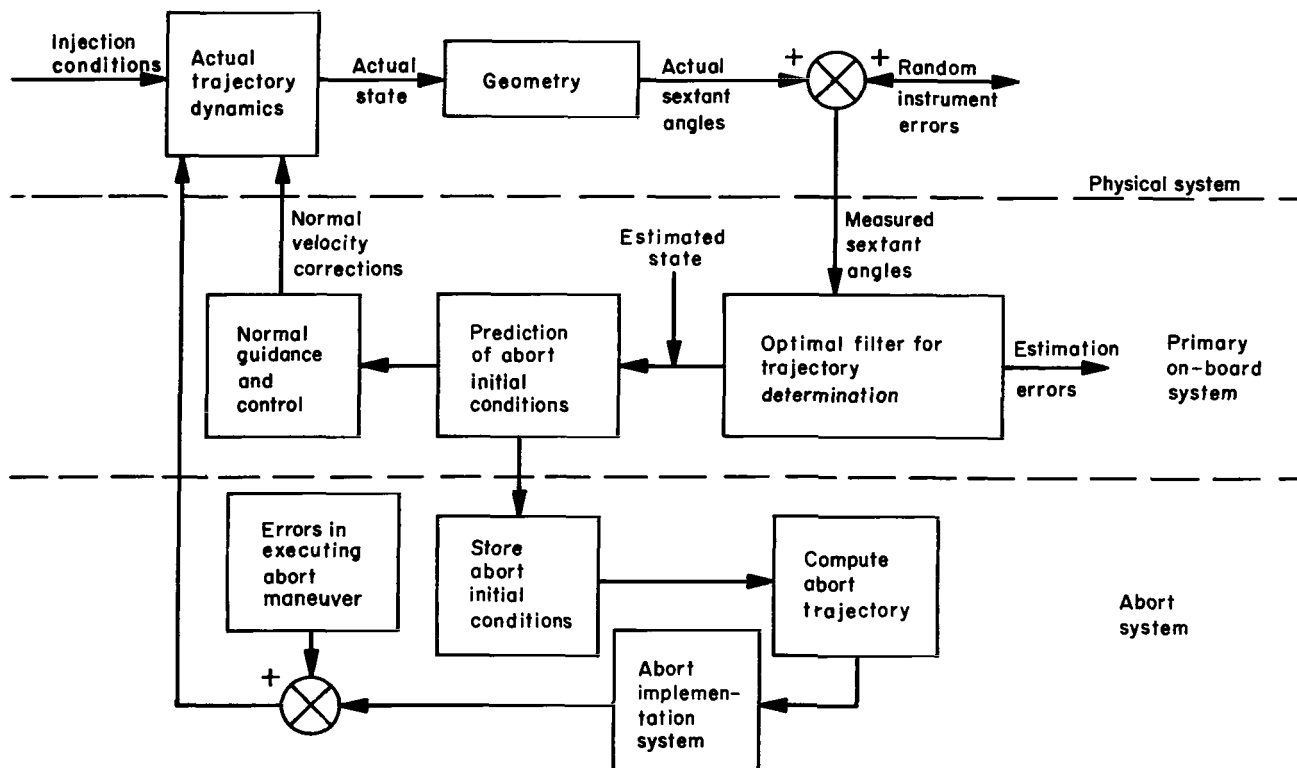 Injection
conditions
Actual
trajectory
dynamics
Actual
state
Geometry
Actual
sextant
angles
+
+
Random
instrument
errors
Physical system
Normal
velocity
corrections
Estimated
state
Measured
sextant
angles
Normal
guidance
and
control
Prediction
of abort
initial
conditions
Optimal filter for
trajectory
determination
Estimation
errors
Primary
on-board
system
Errors in
executing
abort
maneuver
Store
abort
initial
conditions
Compute
abort
trajectory
Abort
system
+
Abort
implemen-
tation
system